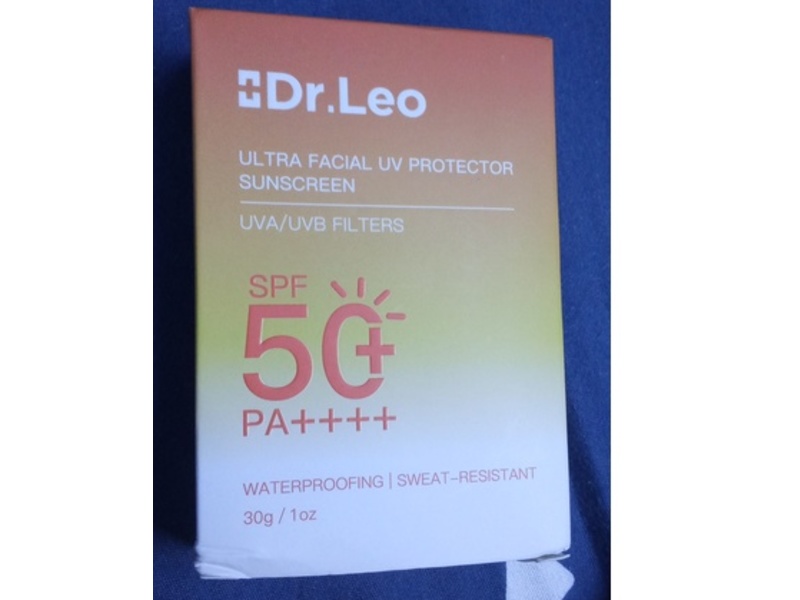 Dr.Leo
ULTRA FACIAL UV PROTECTOR
SUNSCREEN
UVA/UVB FILTERS
SPF
50+
PA++++
WATERPROOFING | SWEAT-RESISTANT
30g / 1oz